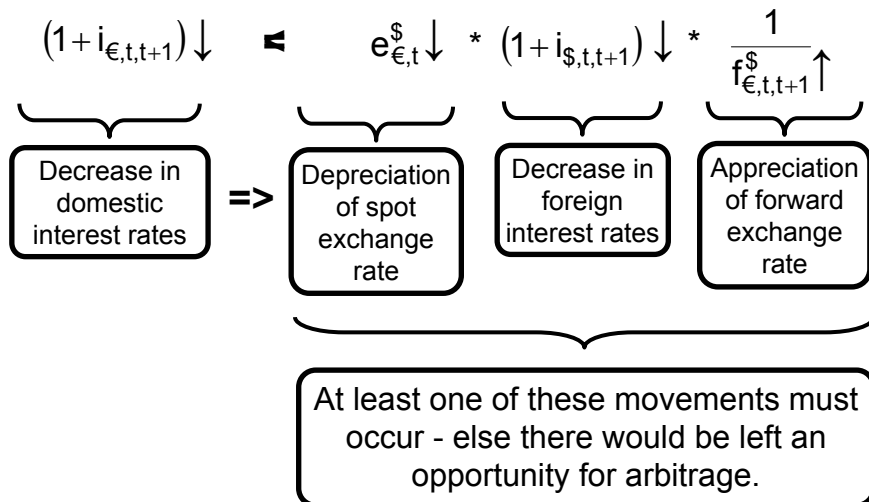 (1+i€,t,t+1)↓ = e$€,t↓ * (1+i$,t,t+1)↓ * 1/f$€,t,t+1↑
Decrease in
domestic
interest rates
=>
Depreciation
of spot
exchange
rate
Decrease in
foreign
interest rates
Appreciation
of forward
exchange
rate
At least one of these movements must
occur - else there would be left an
opportunity for arbitrage.